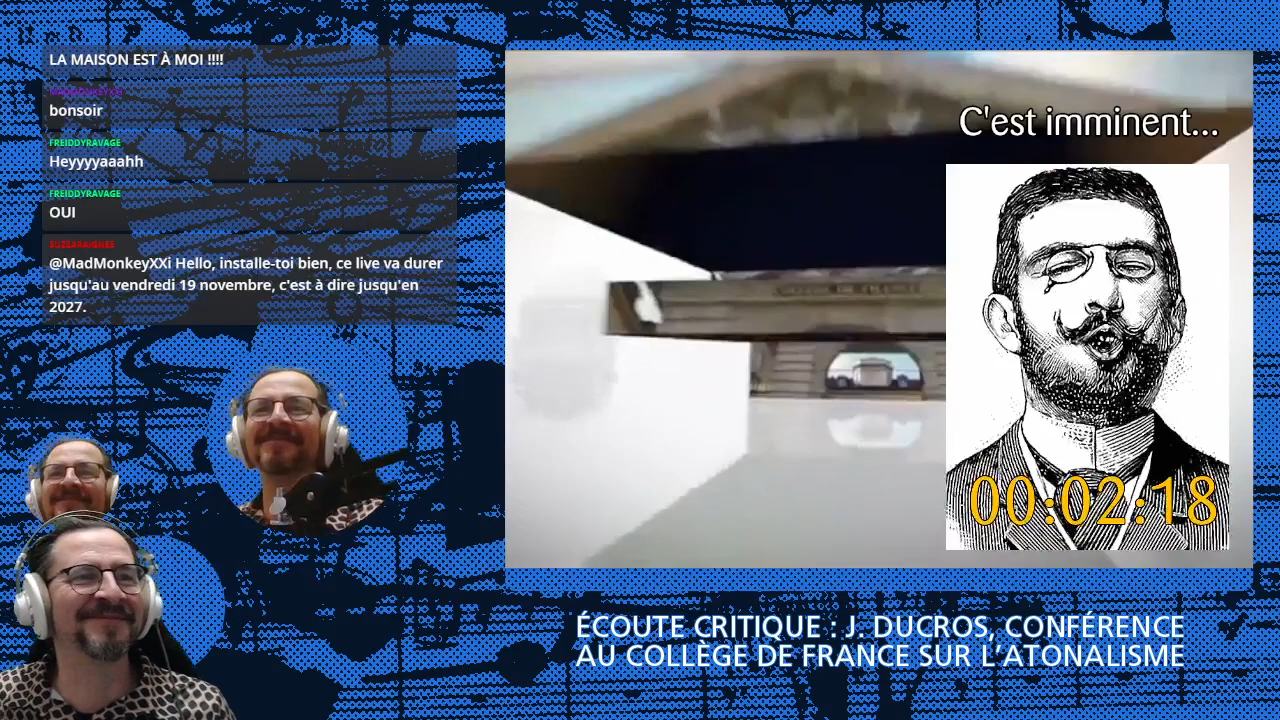 LA MAISON EST À MOI !!!!
MADMONKEYXXI
bonsoir
FREIDDYRAVAGE
Heyyyyaaahh
FREIDDYRAVAGE
OUI
@MadMonkeyXXi Hello, installe-toi bien, ce live va durer
jusqu'au vendredi 19 novembre, c'est à dire jusqu'en
2027.
C'est imminent...
00:02:18
ÉCOUTE CRITIQUE : J. DUCROS, CONFÉRENCE
AU COLLÈGE DE FRANCE SUR L'ATONALISME